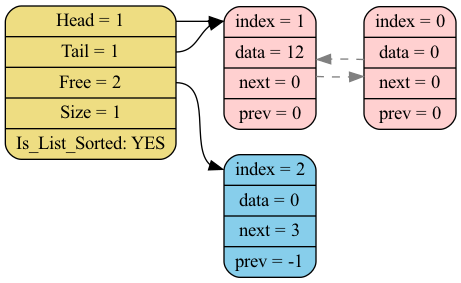 Head = 1
Tail = 1
Free = 2
Size = 1
Is_List_Sorted: YES
index = 1
data = 12
next = 0
prev = 0
index = 0
data = 0
next = 0
prev = 0
index = 2
data = 0
next = 3
prev = -1